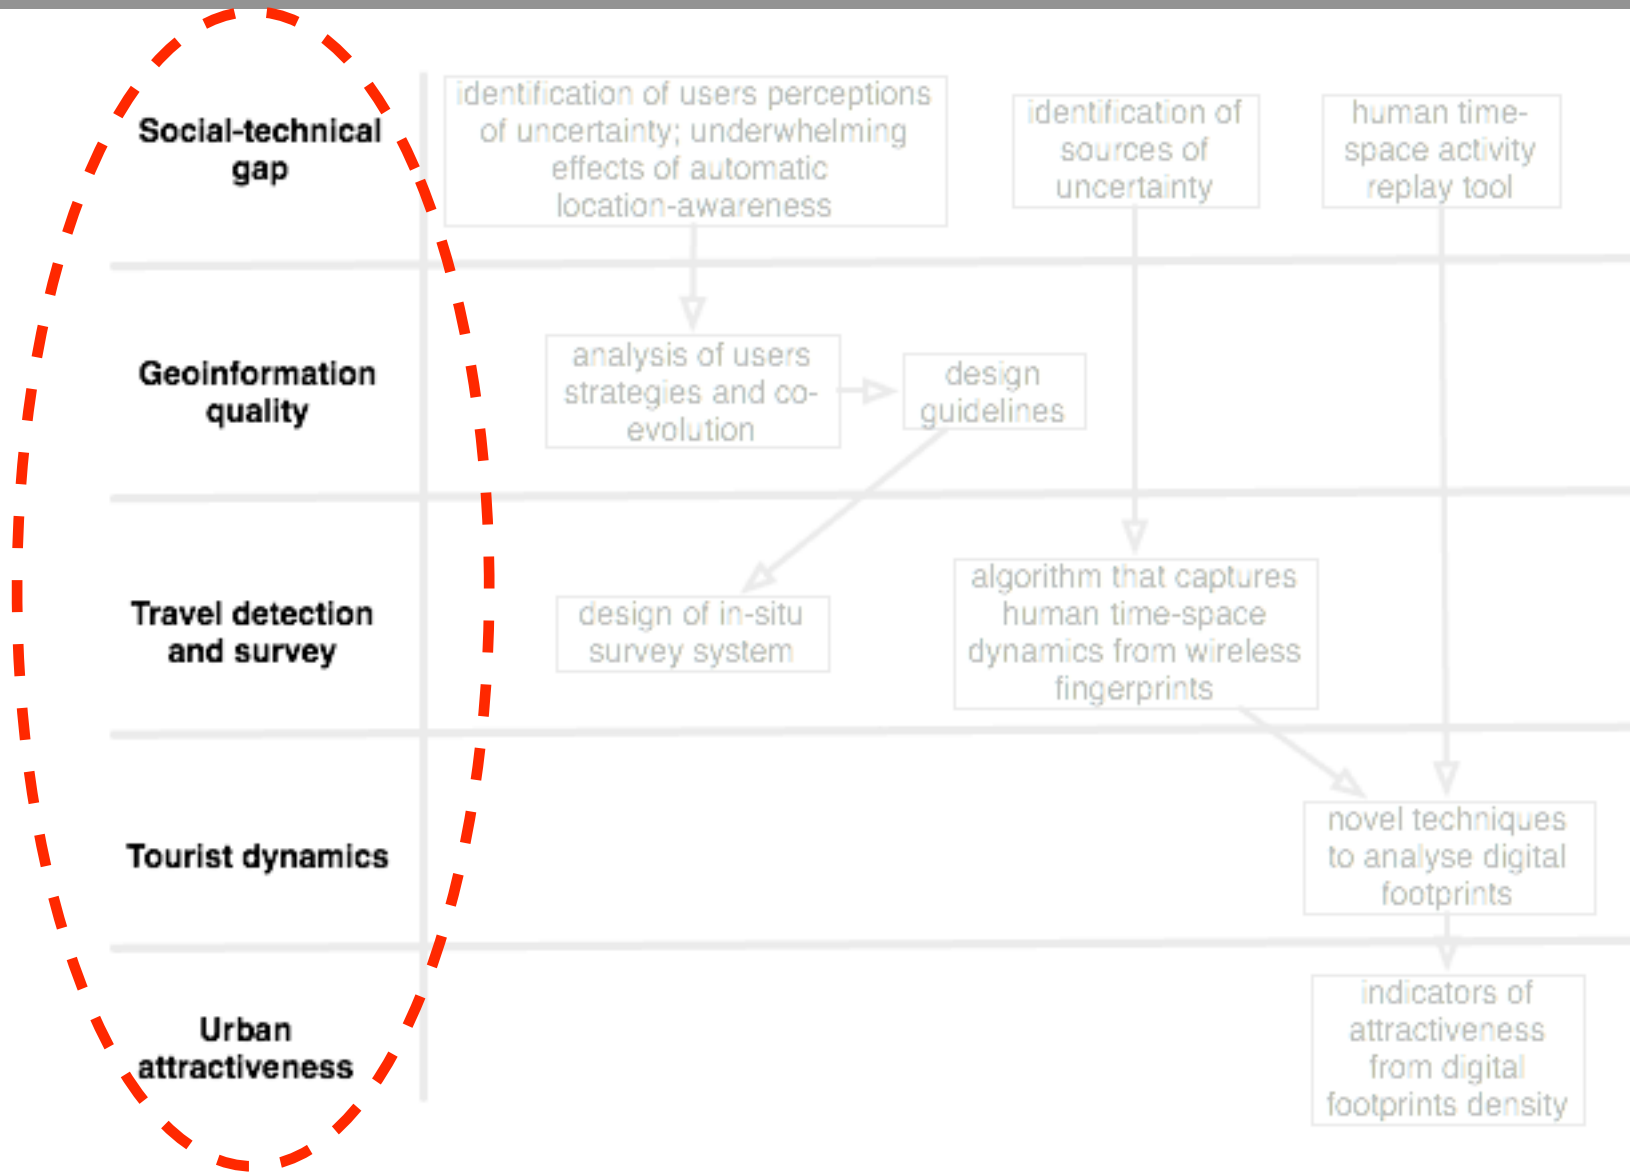 Social-technical
gap
identification of users perceptions
of uncertainty; underwhelming
effects of automatic
location-awareness
identification of
sources of
uncertainty
human time-
space activity
replay tool
Geoinformation
quality
analysis of users
strategies and co-
evolution
design
guidelines
Travel detection
and survey
design of in-situ
survey system
algorithm that captures
human time-space
dynamics from wireless
fingerprints
Tourist dynamics
novel techniques
to analyse digital
footprints
Urban
attractiveness
indicators of
attractiveness
from digital
footprints density